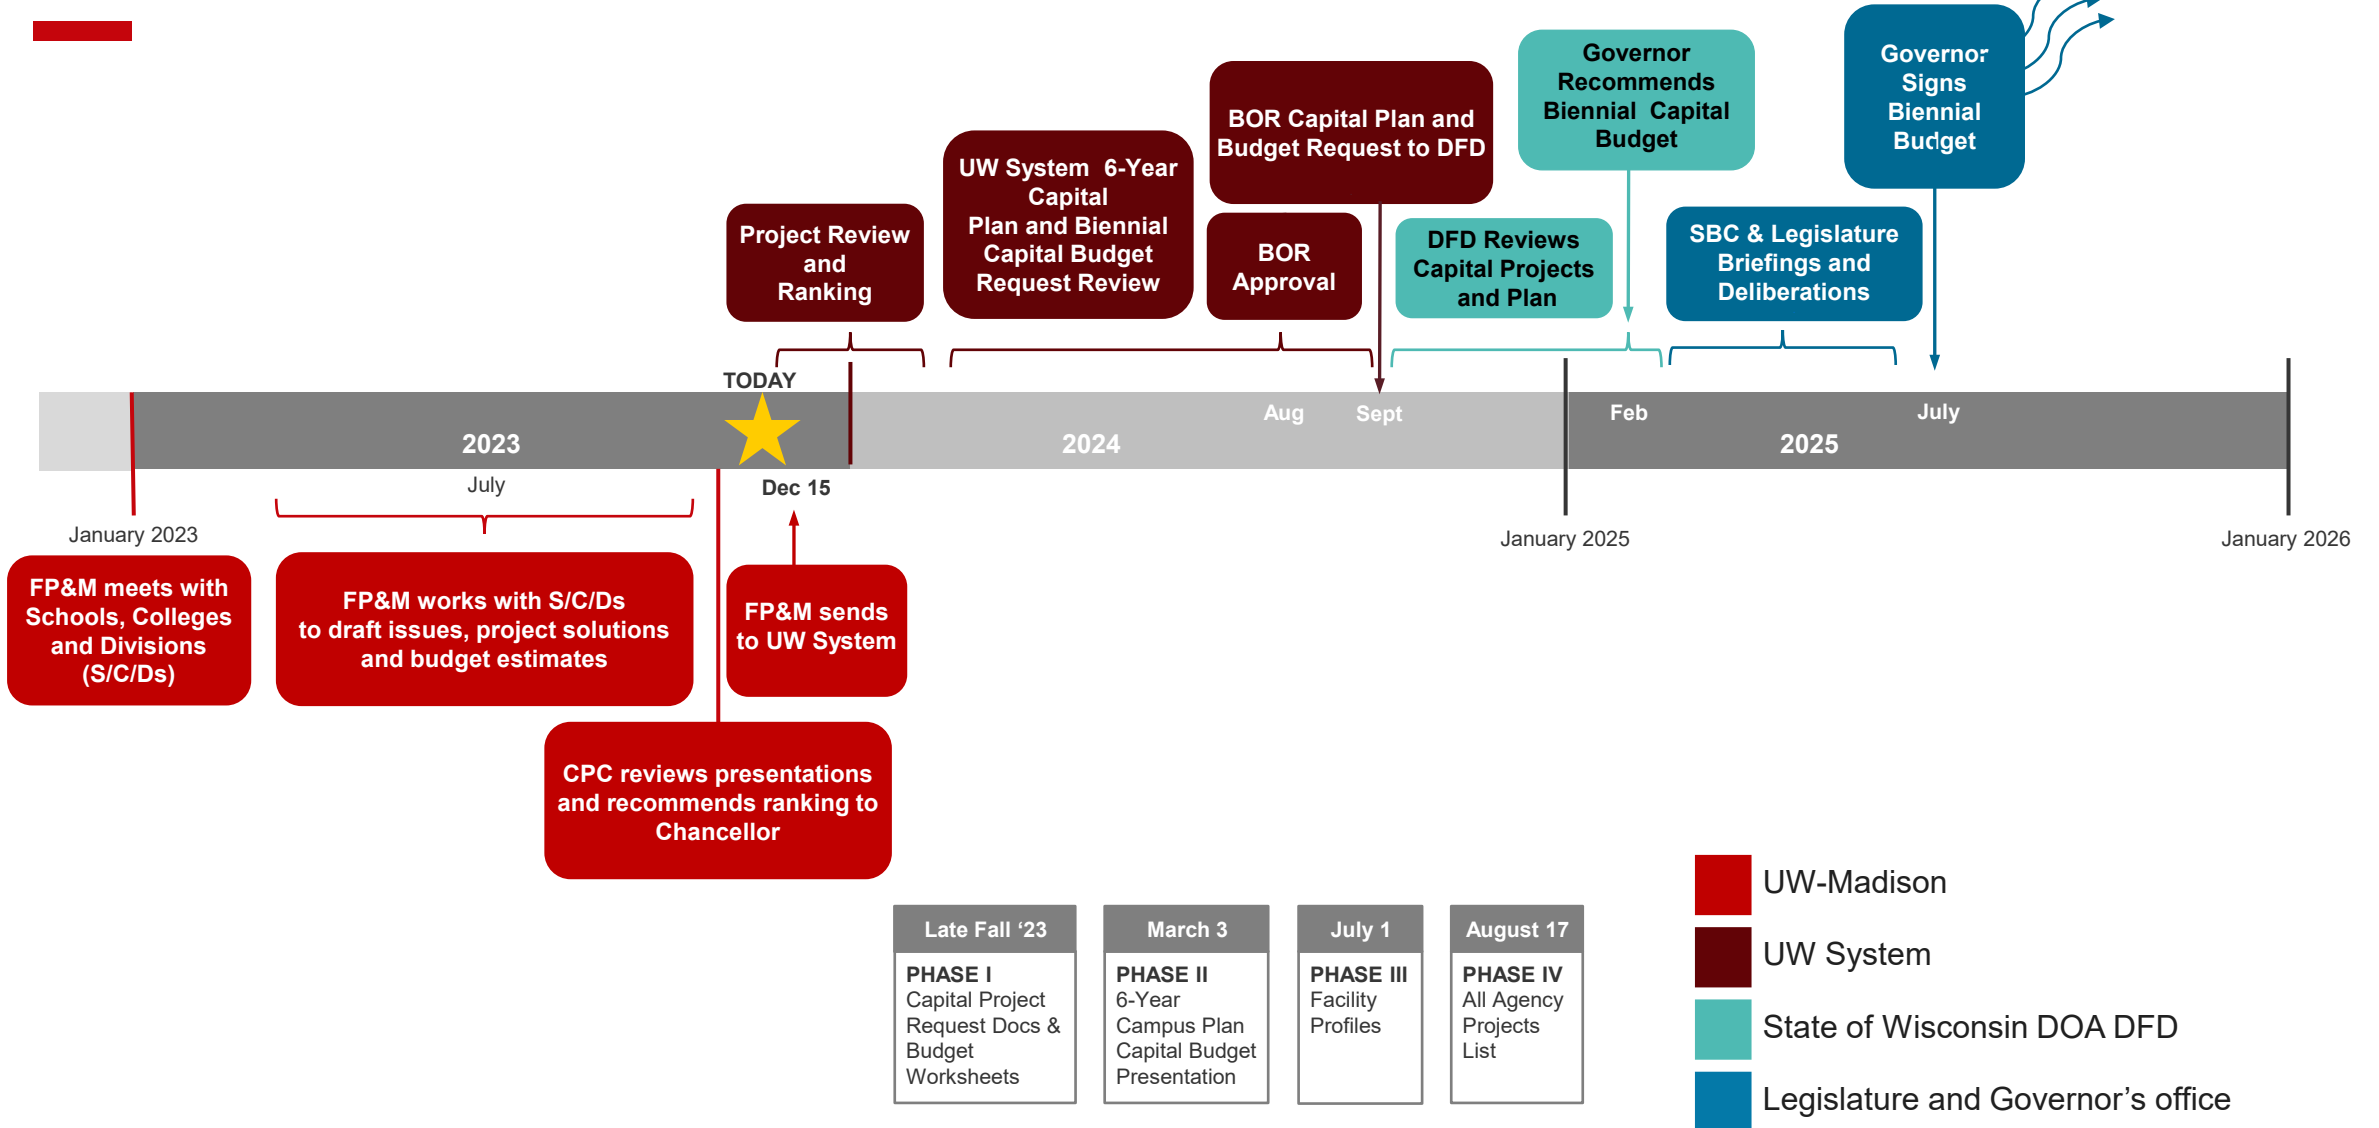 Governor
Signs
Biennial
Budget
Governor
Recommends
Biennial Capital
Budget
BOR Capital Plan and
Budget Request to DFD
UW System 6-Year
Capital
Plan and Biennial
Capital Budget
Request Review
Project Review
and
Ranking
BOR
Approval
DFD Reviews
Capital Projects
and Plan
SBC & Legislature
Briefings and
Deliberations
TODAY
Aug
Sept
Feb
July
2023
2024
2025
July
Dec 15
January 2023
January 2025
January 2026
FP&M meets with
Schools, Colleges
and Divisions
(S/C/Ds)
FP&M works with S/C/Ds
to draft issues, project solutions
and budget estimates
FP&M sends
to UW System
CPC reviews presentations
and recommends ranking to
Chancellor
Late Fall ‘23
PHASE I
Capital Project
Request Docs &
Budget
Worksheets
March 3
PHASE II
6-Year
Campus Plan
Capital Budget
Presentation
July 1
PHASE III
Facility
Profiles
August 17
PHASE IV
All Agency
Projects
List
UW-Madison
UW System
State of Wisconsin DOA DFD
Legislature and Governor’s office